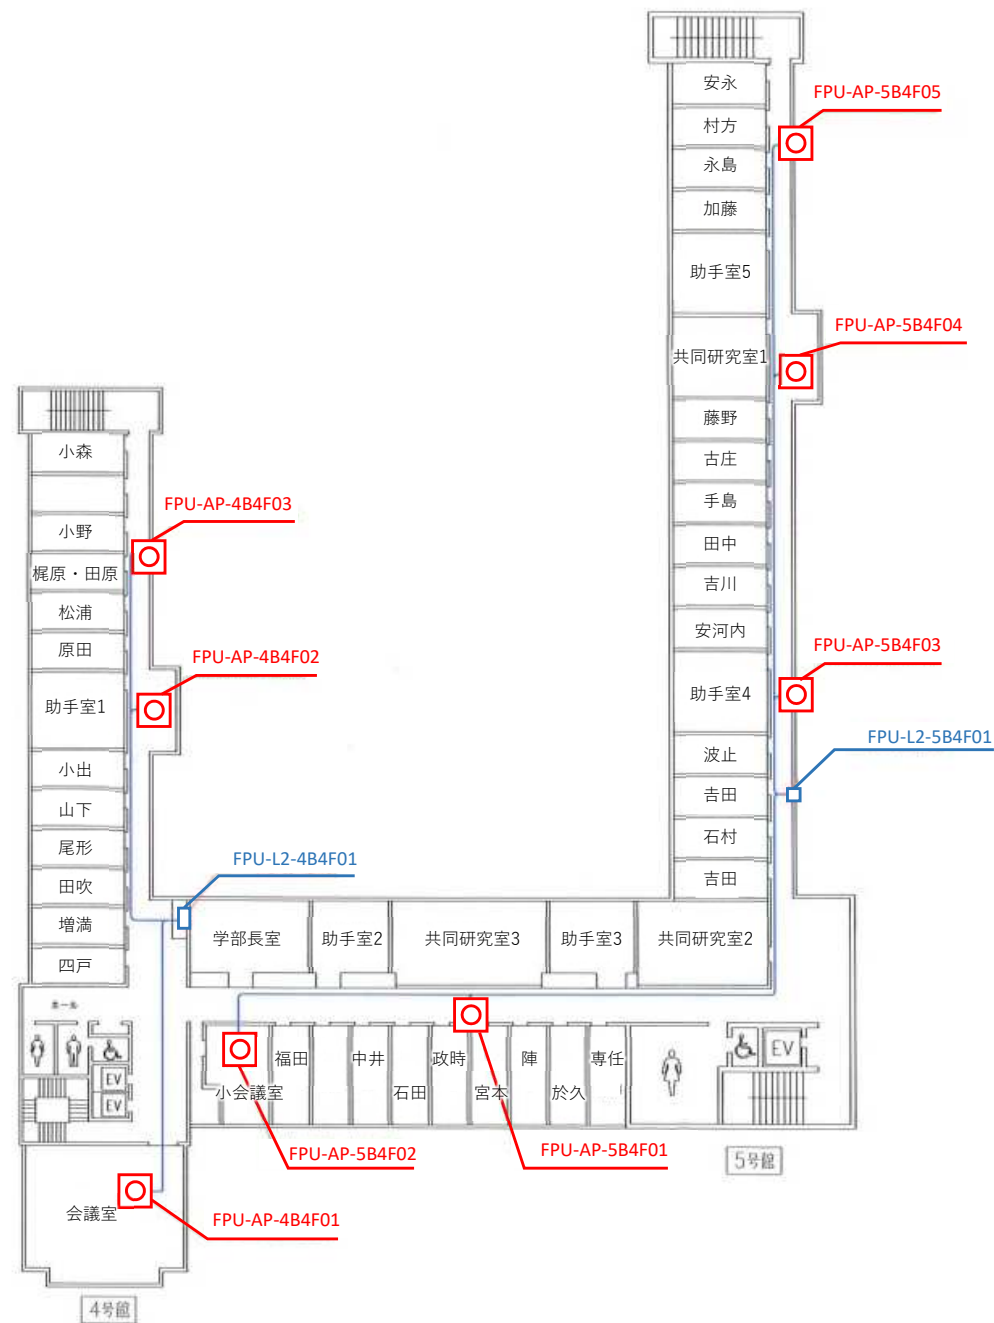 安永
村方
永島
加藤
助手室5
共同研究室1
藤野
古庄
手島
田中
吉川
安河内
助手室4
波止
吉田
石村
吉田
FPU-AP-5B4F05
FPU-AP-5B4F04
FPU-AP-5B4F03
FPU-L2-5B4F01
小森
小野
梶原・田原
松浦
原田
助手室1
小出
山下
尾形
田吹
増満
四戸
FPU-AP-4B4F03
FPU-AP-4B4F02
FPU-L2-4B4F01
学部長室
助手室2
共同研究室3
助手室3
共同研究室2
ホール
EV
EV
小会議室
福田
中井
石田
政時
宮本
陣
於久
専任
EV
FPU-AP-5B4F02
FPU-AP-5B4F01
5号館
会議室
FPU-AP-4B4F01
4号館